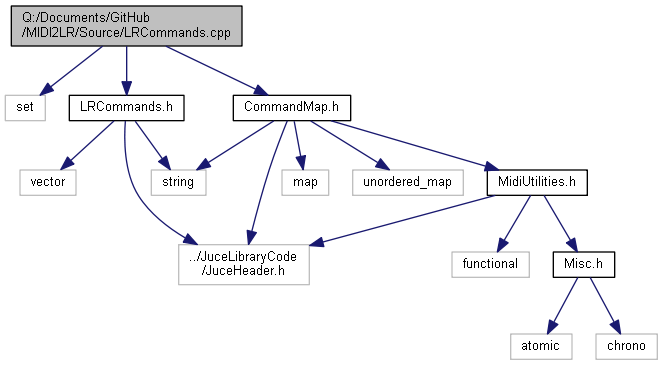 Q:/Documents/GitHub
/MIDI2LR/Source/LRCommands.cpp
set
LRCommands.h
CommandMap.h
vector
string
map
unordered_map
MidiUtilities.h
../JuceLibraryCode
/JuceHeader.h
functional
Misc.h
atomic
chrono